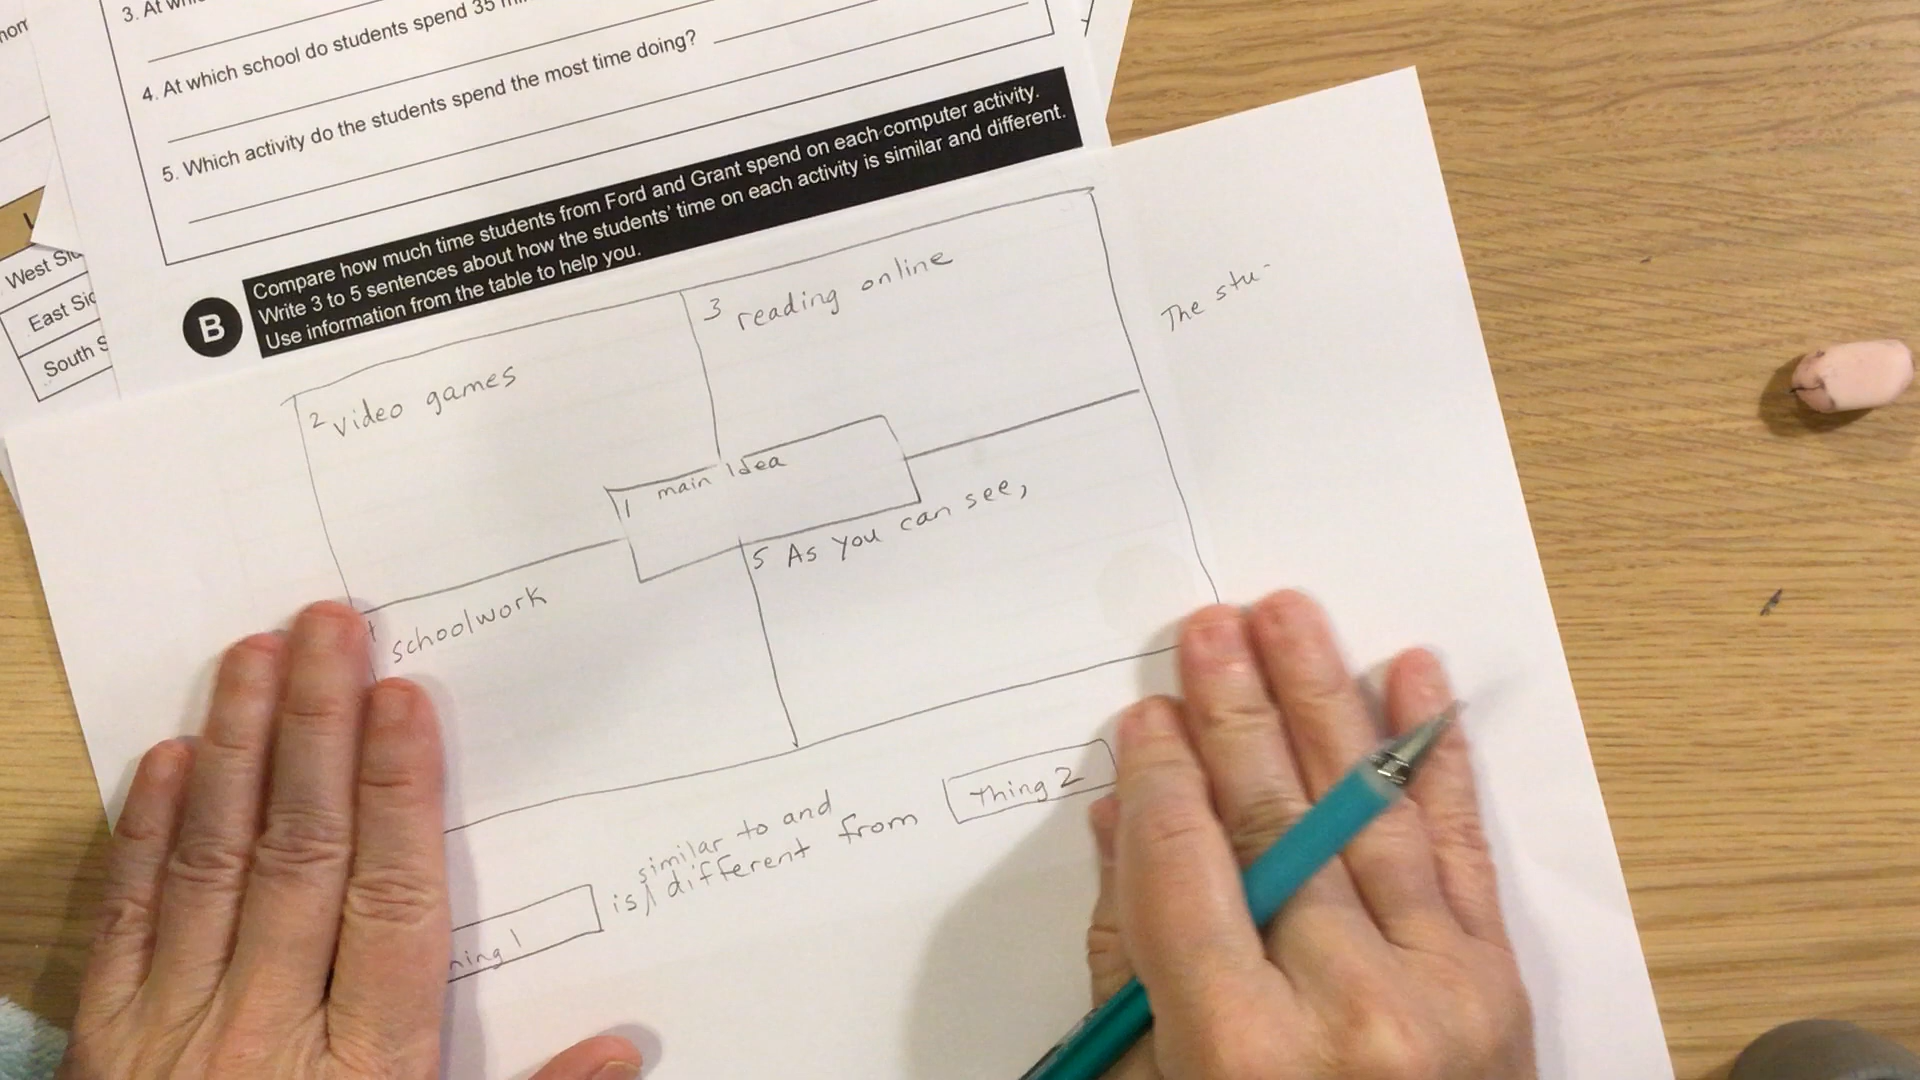 3. At
4. At which school do students spend 35
5. Which activity do the students spend the most time doing?
B
Compare how much time students from Ford and Grant spend on each computer activity.
Write 3 to 5 sentences about how the students' time on each activity is similar and different.
Use information from the table to help you.
West
East
South S
2 video games
3 reading online
The stu-
1 main Idea
schoolwork
5 As you can see,
similar to and
is different from
Thing 2
hing 1